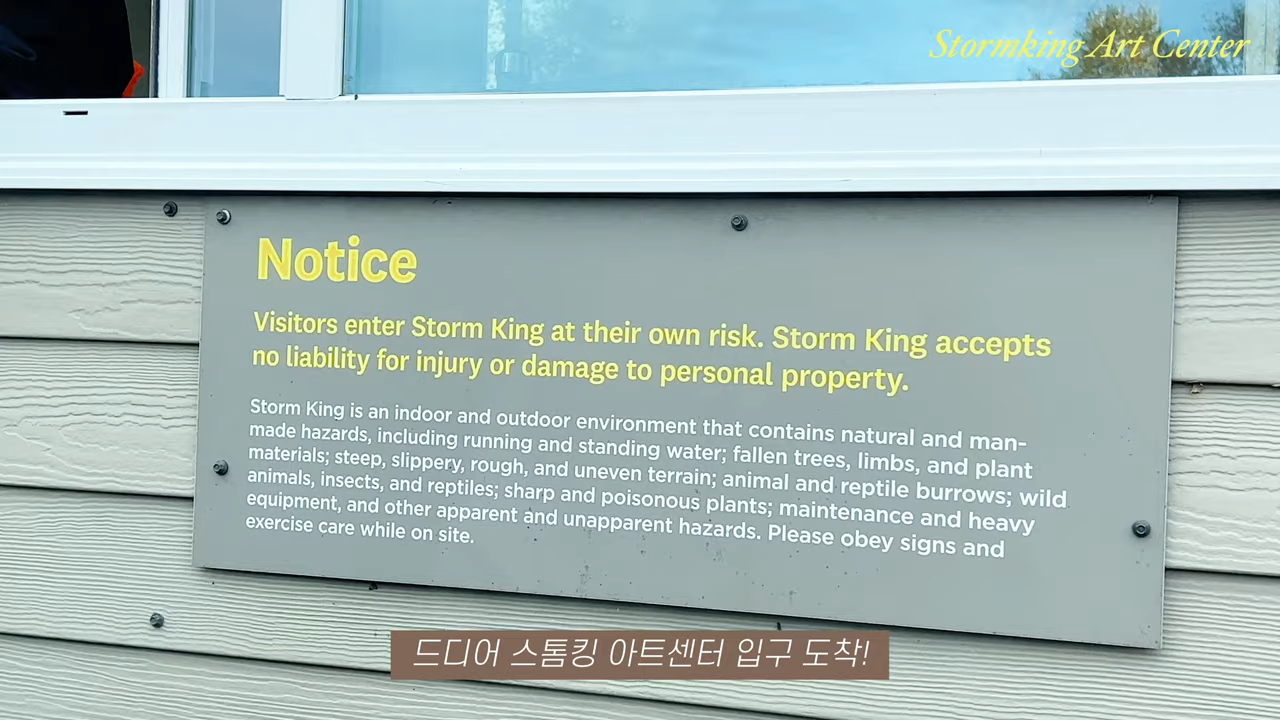 Stormking Art Center
Notice
Visitors enter Storm King at their own risk. Storm King accepts
no liability for injury or damage to personal property.
Storm King is an indoor and outdoor environment that contains natural and man-
made hazards, including running and standing water; fallen trees, limbs, and plant
materials; steep, slippery, rough, and uneven terrain; animal and reptile burrows; wild
animals, insects, and reptiles; sharp and poisonous plants; maintenance and heavy
equipment, and other apparent and unapparent hazards. Please obey signs and
exercise care while on site.
드디어 스톰킹 아트센터 입구 도착!